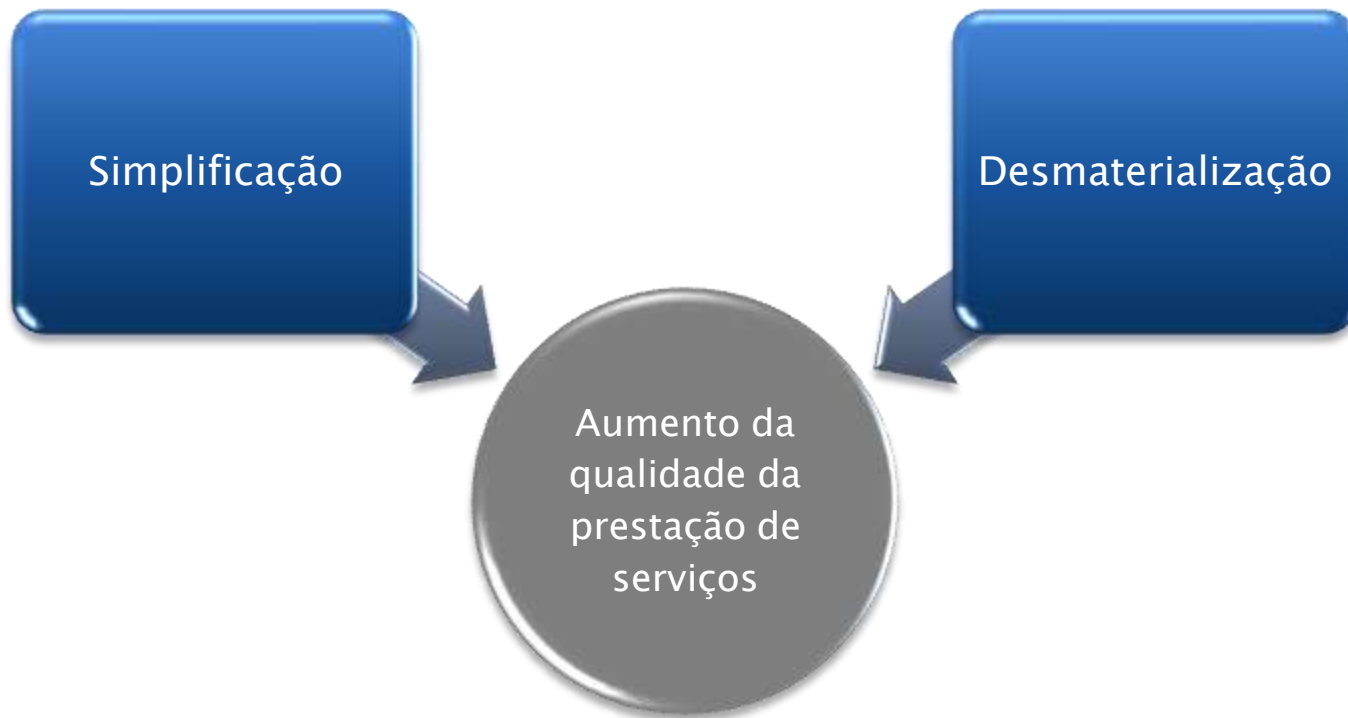 Simplificação
Desmaterialização
Aumento da
qualidade da
prestação de
serviços